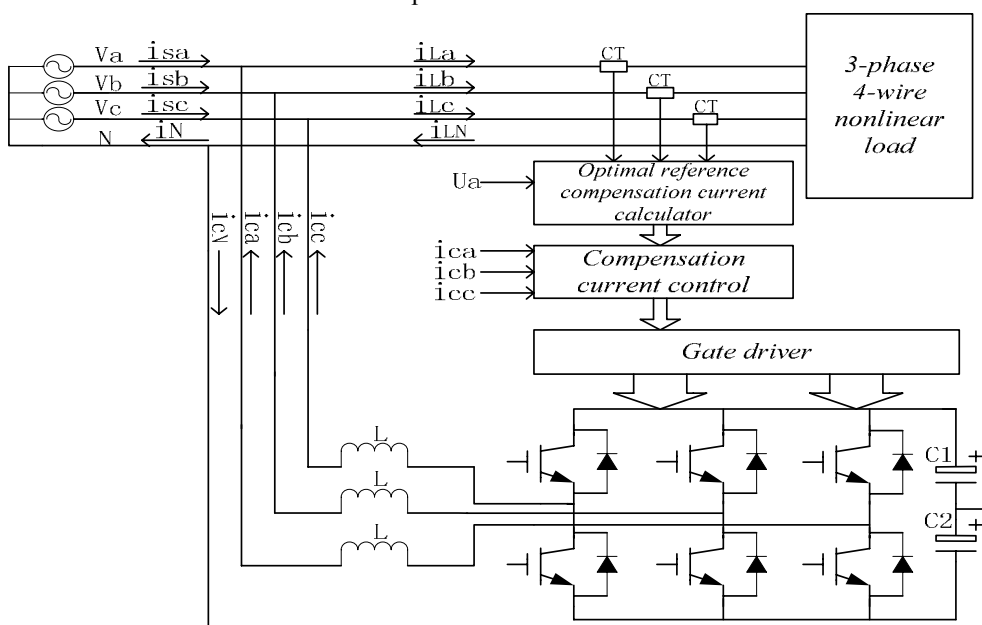 Va isa iLa CT
Vb isb iLb CT
Vc isc iLc CT
N iN iLN
3-phase
4-wire
nonlinear
load
Ua
Optimal reference
compensation current
calculator
icN ica icb icc
ica
icb
icc
Compensation
current control
Gate driver
L
L
L
C1 +
C2 +